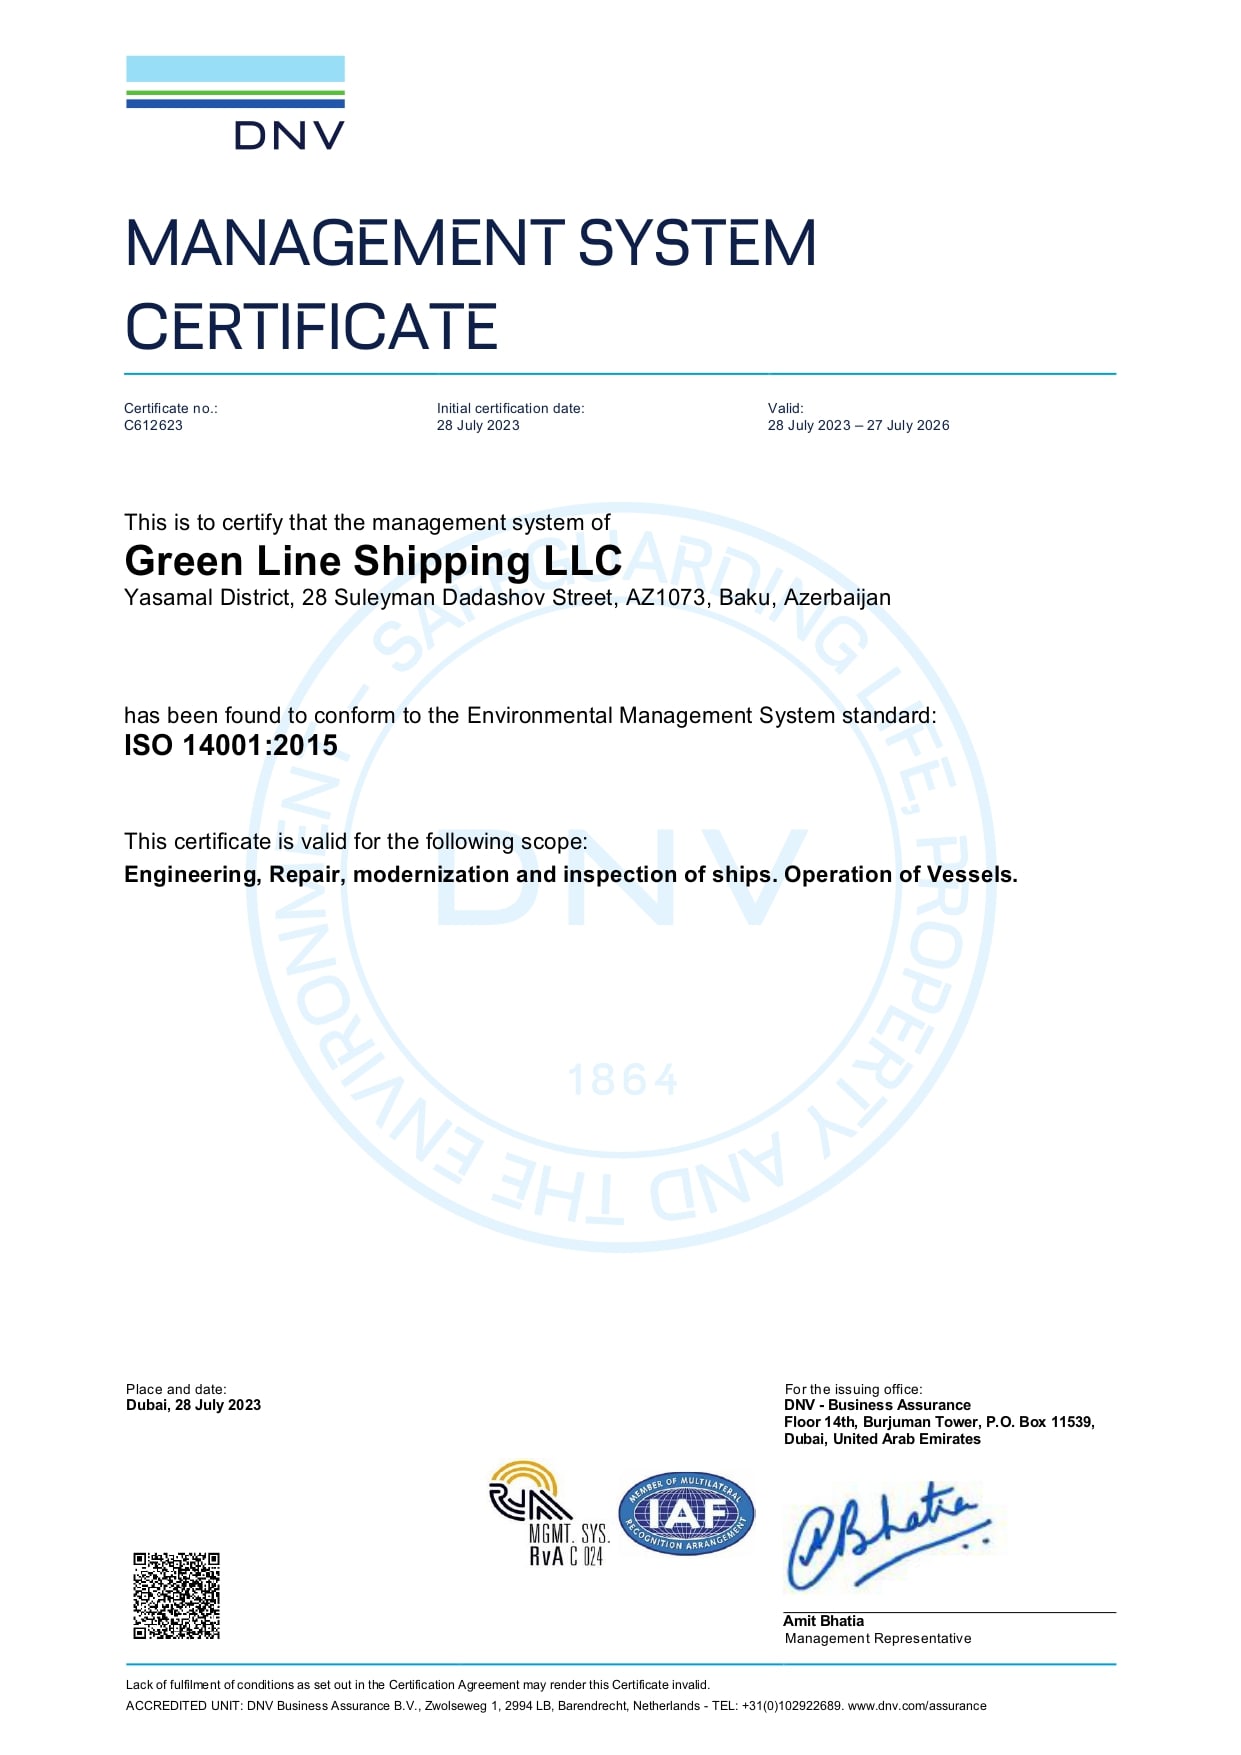 DNV
MANAGEMENT SYSTEM
CERTIFICATE
Certificate no.:
C612623
Initial certification date:
28 July 2023
Valid:
28 July 2023 – 27 July 2026
This is to certify that the management system of
Green Line Shipping LLC
Yasamal District, 28 Suleyman Dadashov Street, AZ1073, Baku, Azerbaijan
has been found to conform to the Environmental Management System standard:
ISO 14001:2015
This certificate is valid for the following scope:
Engineering, Repair, modernization and inspection of ships. Operation of Vessels.
SAFEGUARDING LIFE, PROPERTY AND THE ENVIRONMENT –
DNV
1864
Place and date:
Dubai, 28 July 2023
For the issuing office:
DNV - Business Assurance
Floor 14th, Burjuman Tower, P.O. Box 11539,
Dubai, United Arab Emirates
RvA
MGMT. SYS.
RvA C 024
MEMBER OF MULTILATERAL
IAF
RECOGNITION ARRANGEMENT
ABhatia
Amit Bhatia
Management Representative
Lack of fulfilment of conditions as set out in the Certification Agreement may render this Certificate invalid.
ACCREDITED UNIT: DNV Business Assurance B.V., Zwolseweg 1, 2994 LB, Barendrecht, Netherlands - TEL: +31(0)102922689. www.dnv.com/assurance